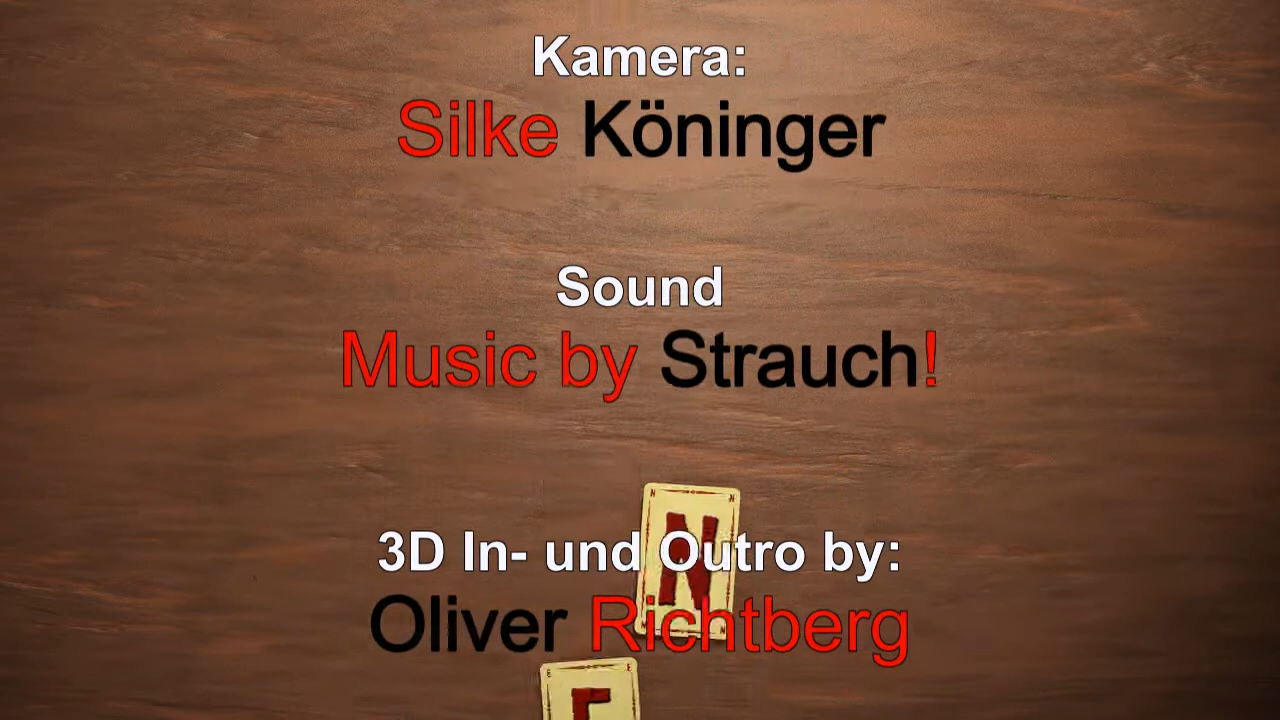 Kamera:
Silke Köninger
Sound
Music by Strauch!
N N
N
3D In- und Outro by:
Oliver Richtberg
N
E E
E